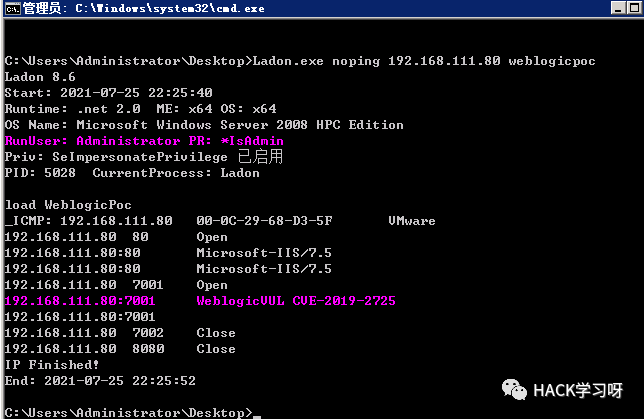 管理员: C:\Windows\system32\cmd.exe
C:\Users\Administrator\Desktop>Ladon.exe noping 192.168.111.80 weblogicpoc
Ladon 8.6
Start: 2021-07-25 22:25:40
Runtime: .net 2.0  ME: x64 OS: x64
OS Name: Microsoft Windows Server 2008 HPC Edition
RunUser: Administrator PR: *IsAdmin
Priv: SeImpersonatePrivilege 已启用
PID: 5028  CurrentProcess: Ladon
load WeblogicPoc
_ICMP: 192.168.111.80   00-0C-29-68-D3-5F       VMware
192.168.111.80  80      Open
192.168.111.80:80       Microsoft-IIS/7.5
192.168.111.80:80       Microsoft-IIS/7.5
192.168.111.80  7001    Open
192.168.111.80:7001     WeblogicVUL CVE-2019-2725
192.168.111.80:7001
192.168.111.80  7002    Close
192.168.111.80  8080    Close
IP Finished!
End: 2021-07-25 22:25:52
C:\Users\Administrator\Desktop>_
HACK学习呀